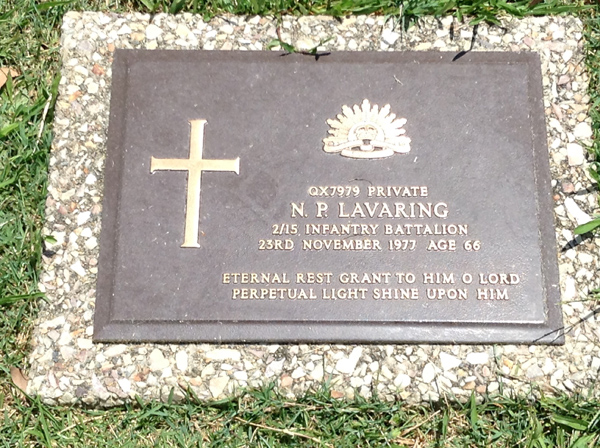 QX7979 PRIVATE
N. P. LAVARING
2/15 INFANTRY BATTALION
23RD NOVEMBER 1977 AGE 66
ETERNAL REST GRANT TO HIM O LORD
PERPETUAL LIGHT SHINE UPON HIM